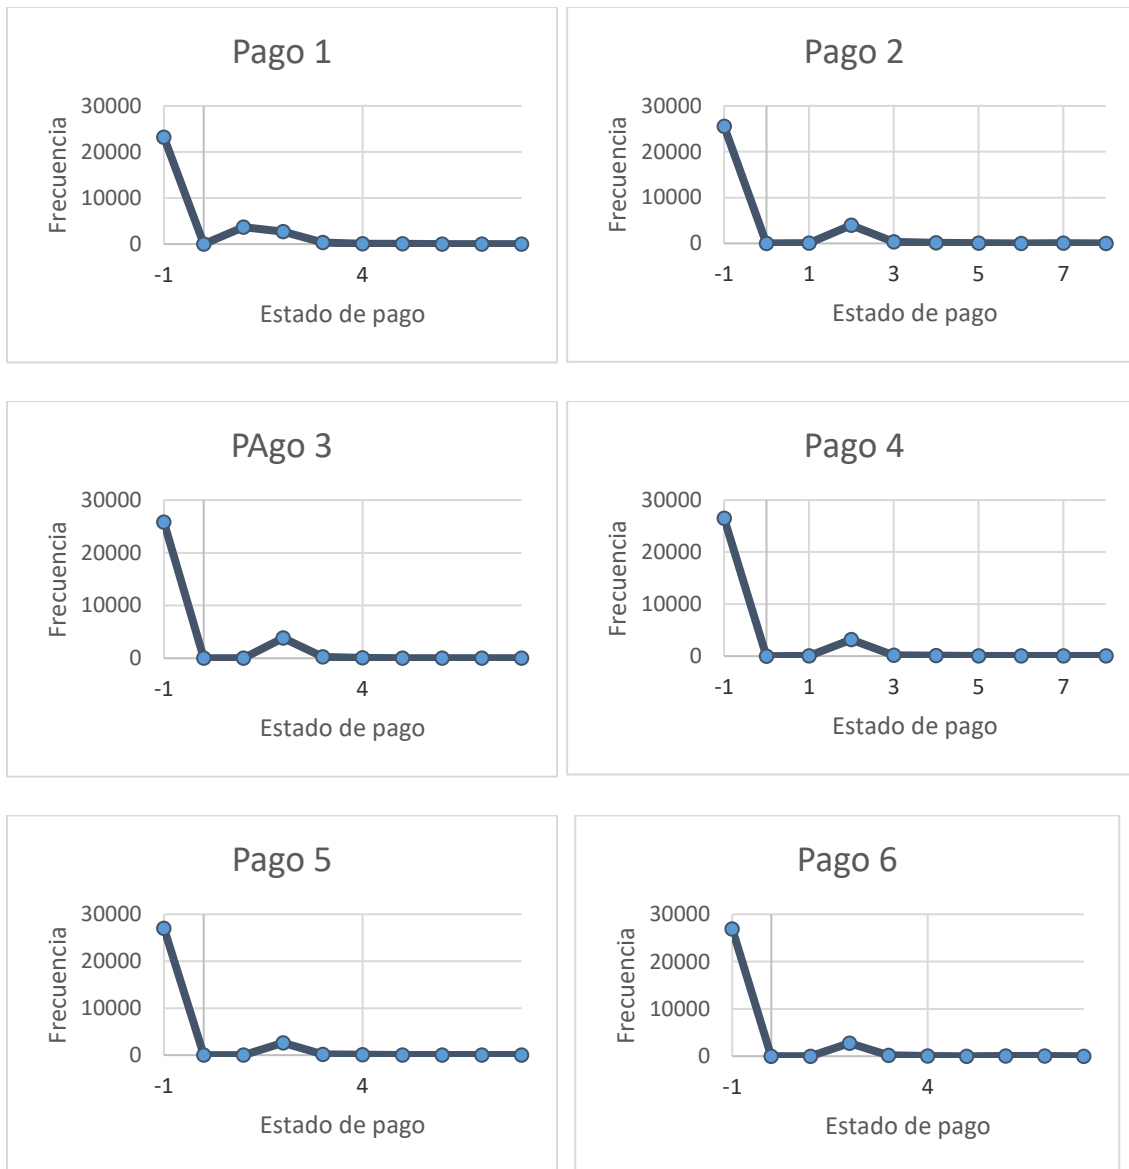 Pago 1
30000
20000
10000
0
-1 4
Frecuencia
Estado de pago
Pago 2
30000
20000
10000
0
-1 1 3 5 7
Frecuencia
Estado de pago
PAgo 3
30000
20000
10000
0
-1 4
Frecuencia
Estado de pago
Pago 4
30000
20000
10000
0
-1 1 3 5 7
Frecuencia
Estado de pago
Pago 5
30000
20000
10000
0
-1 4
Frecuencia
Estado de pago
Pago 6
30000
20000
10000
0
-1 4
Frecuencia
Estado de pago